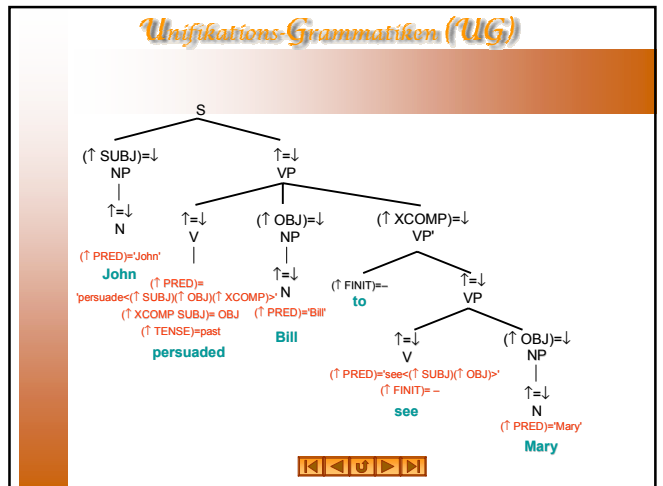 Unifikations-Grammatiken (UG)
S
(↑ SUBJ)=↓
NP
↑=↓
VP
↑=↓
N
↑=↓
V
(↑ OBJ)=↓
NP
(↑ XCOMP)=↓
VP'
(↑ PRED)='John'
John
(↑ PRED)=
'persuade<(↑ SUBJ)(↑ OBJ)(↑ XCOMP)>'
(↑ XCOMP SUBJ)= OBJ
(↑ TENSE)=past
persuaded
↑=↓
N
(↑ PRED)='Bill'
Bill
(↑ FINIT)=–
to
↑=↓
VP
↑=↓
V
(↑ PRED)='see<(↑ SUBJ)(↑ OBJ)>'
(↑ FINIT)= –
see
(↑ OBJ)=↓
NP
↑=↓
N
(↑ PRED)='Mary'
Mary